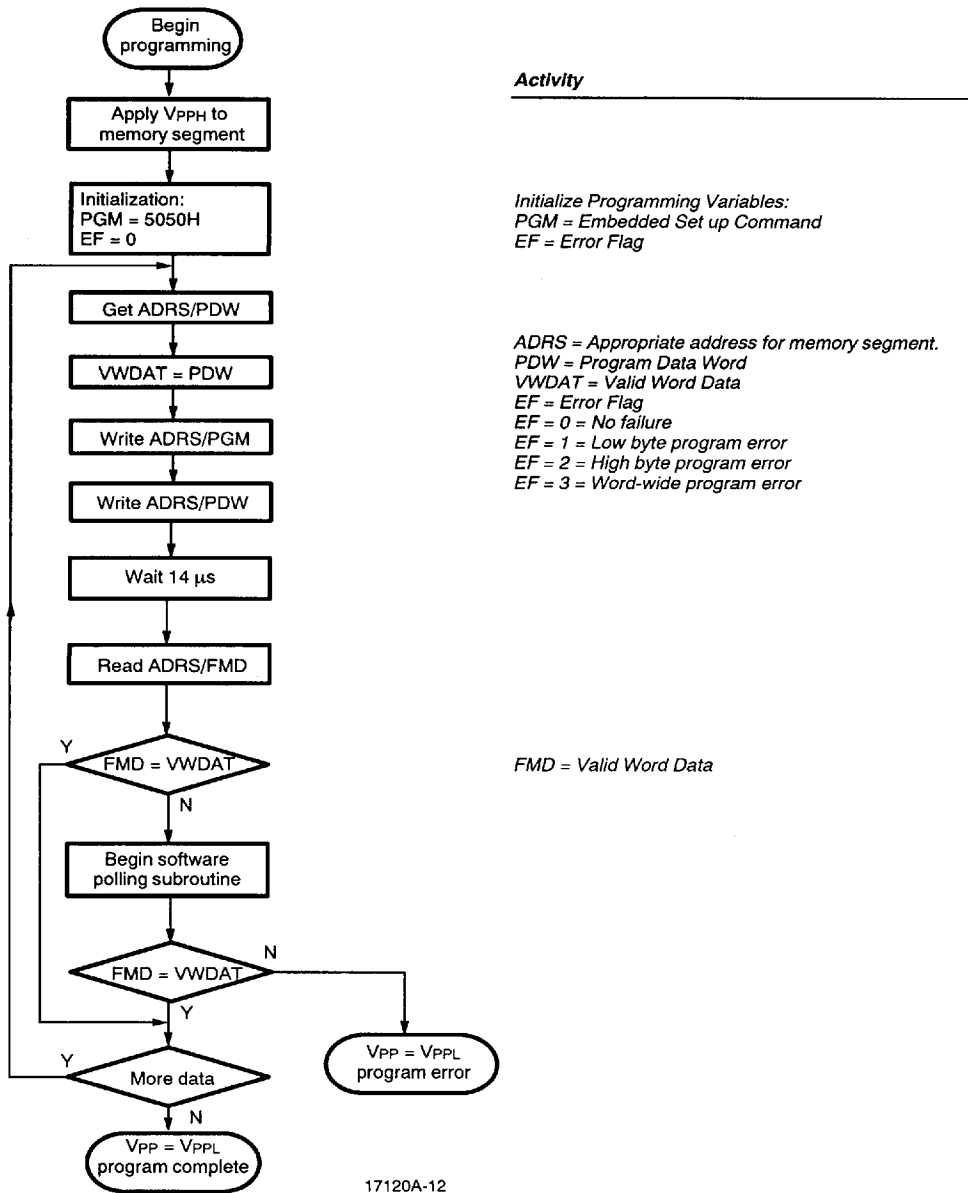 Begin
programming
Activity
Apply VPPH to
memory segment
Initialization:
PGM = 5050H
EF = 0
Initialize Programming Variables:
PGM = Embedded Set up Command
EF = Error Flag
Get ADRS/PDW
VWDAT = PDW
Write ADRS/PGM
Write ADRS/PDW
ADRS = Appropriate address for memory segment.
PDW = Program Data Word
VWDAT = Valid Word Data
EF = Error Flag
EF = 0 = No failure
EF = 1 = Low byte program error
EF = 2 = High byte program error
EF = 3 = Word-wide program error
Wait 14 µs
Read ADRS/FMD
Y
FMD = VWDAT
N
FMD = Valid Word Data
Begin software
polling subroutine
N
FMD = VWDAT
Y
VPP = VPPL
program error
Y
More data
N
VPP = VPPL
program complete
17120A-12